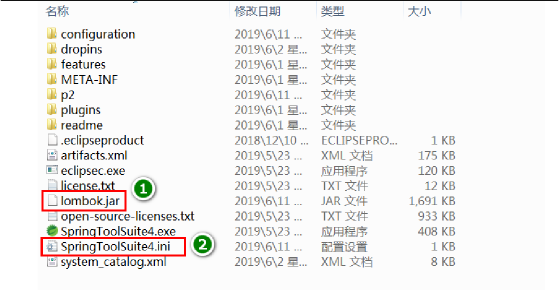 名称 修改日期 类型 大小
configuration 2019\6\11 ... 文件夹
dropins 2019\6\2 星... 文件夹
features 2019\6\1 星... 文件夹
META-INF 2019\6\1 星... 文件夹
p2 2019\6\11 ... 文件夹
plugins 2019\6\1 星... 文件夹
readme 2019\6\1 星... 文件夹
.eclipseproduct 2018\12\10 ... ECLIPSEPRO... 1 KB
artifacts.xml 2019\5\23 ... XML 文档 175 KB
eclipsec.exe 2019\5\23 ... 应用程序 120 KB
license.txt 2019\5\23 ... TXT 文件 12 KB
1
lombok.jar 2019\6\11 ... JAR 文件 1,691 KB
open-source-licenses.txt 2019\5\23 ... TXT 文件 933 KB
SpringToolSuite4.exe 2019\5\23 ... 应用程序 408 KB
SpringToolSuite4.ini 2 2019\6\11 ... 配置设置 1 KB
system_catalog.xml 2019\6\2 星... XML 文档 8 KB